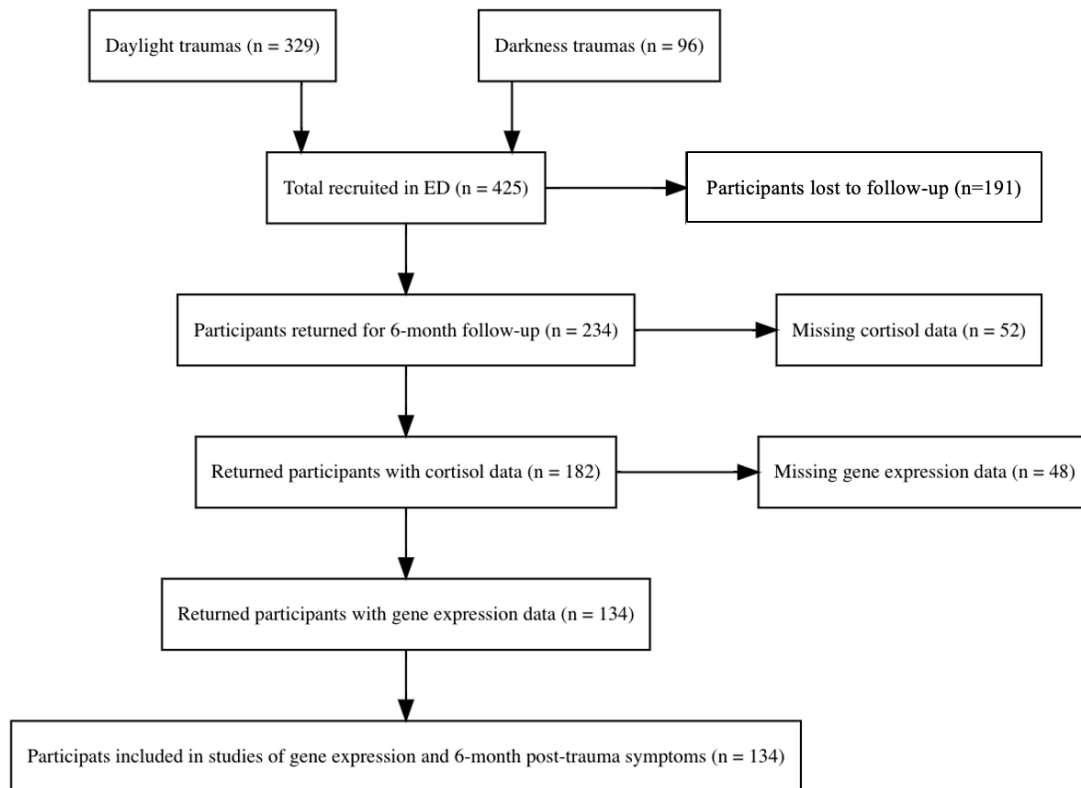 Daylight traumas (n = 329)
Darkness traumas (n = 96)
Total recruited in ED (n = 425)
Participants lost to follow-up (n=191)
Participants returned for 6-month follow-up (n = 234)
Missing cortisol data (n = 52)
Returned participants with cortisol data (n = 182)
Missing gene expression data (n = 48)
Returned participants with gene expression data (n = 134)
Participats included in studies of gene expression and 6-month post-trauma symptoms (n = 134)